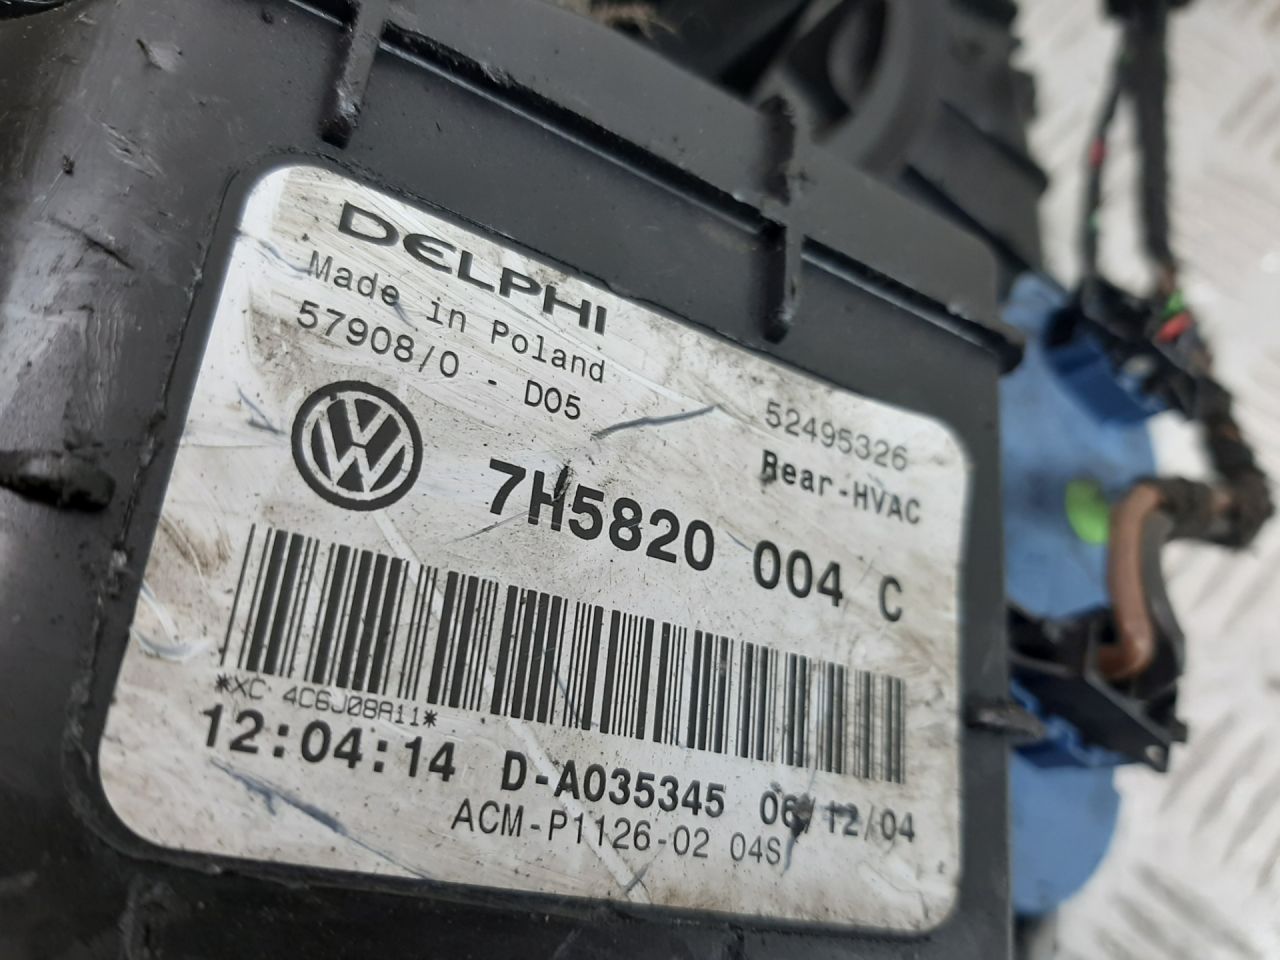 DELPHI
Made in Poland
57908/0 - D05
52495326
Rear-HVAC
7H5820 004 C
*XC 4C6J08A11*
12:04:14 D-A035345 06/12/04
ACM-P1126-02 04S